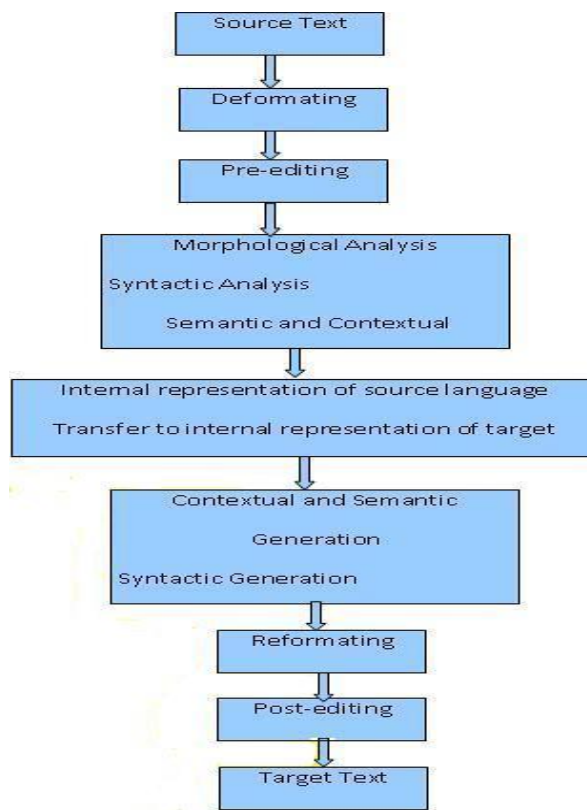 Source Text
Deformating
Pre-editing
Morphological Analysis
Syntactic Analysis
Semantic and Contextual
Internal representation of source language
Transfer to internal representation of target
Contextual and Semantic
Generation
Syntactic Generation
Reformating
Post-editing
Target Text